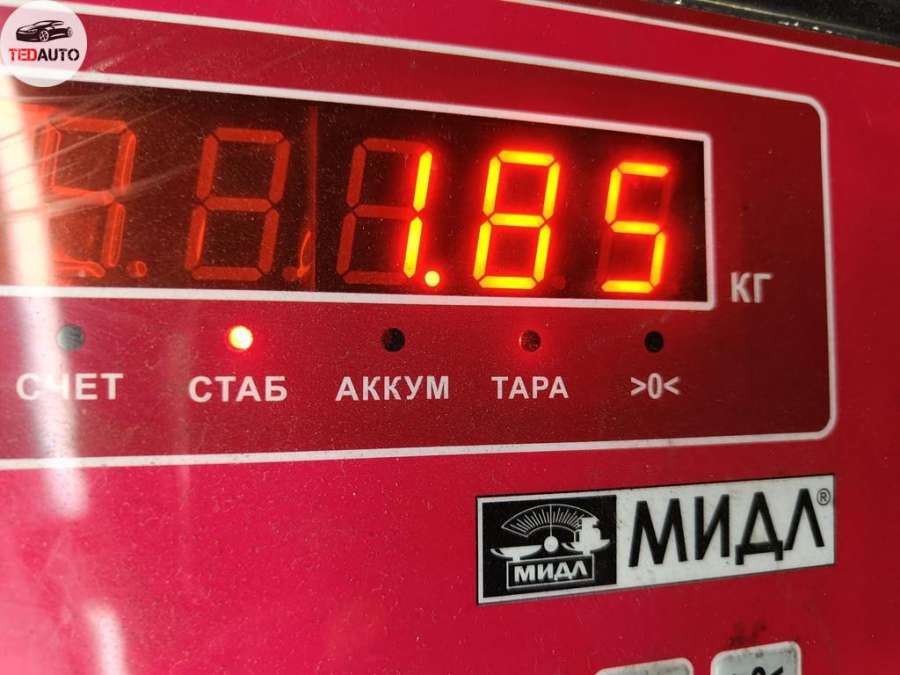 TEDAUTO
1.85
КГ
СЧЕТ СТАБ АККУМ ТАРА >0<
МИДЛ МИДЛ®